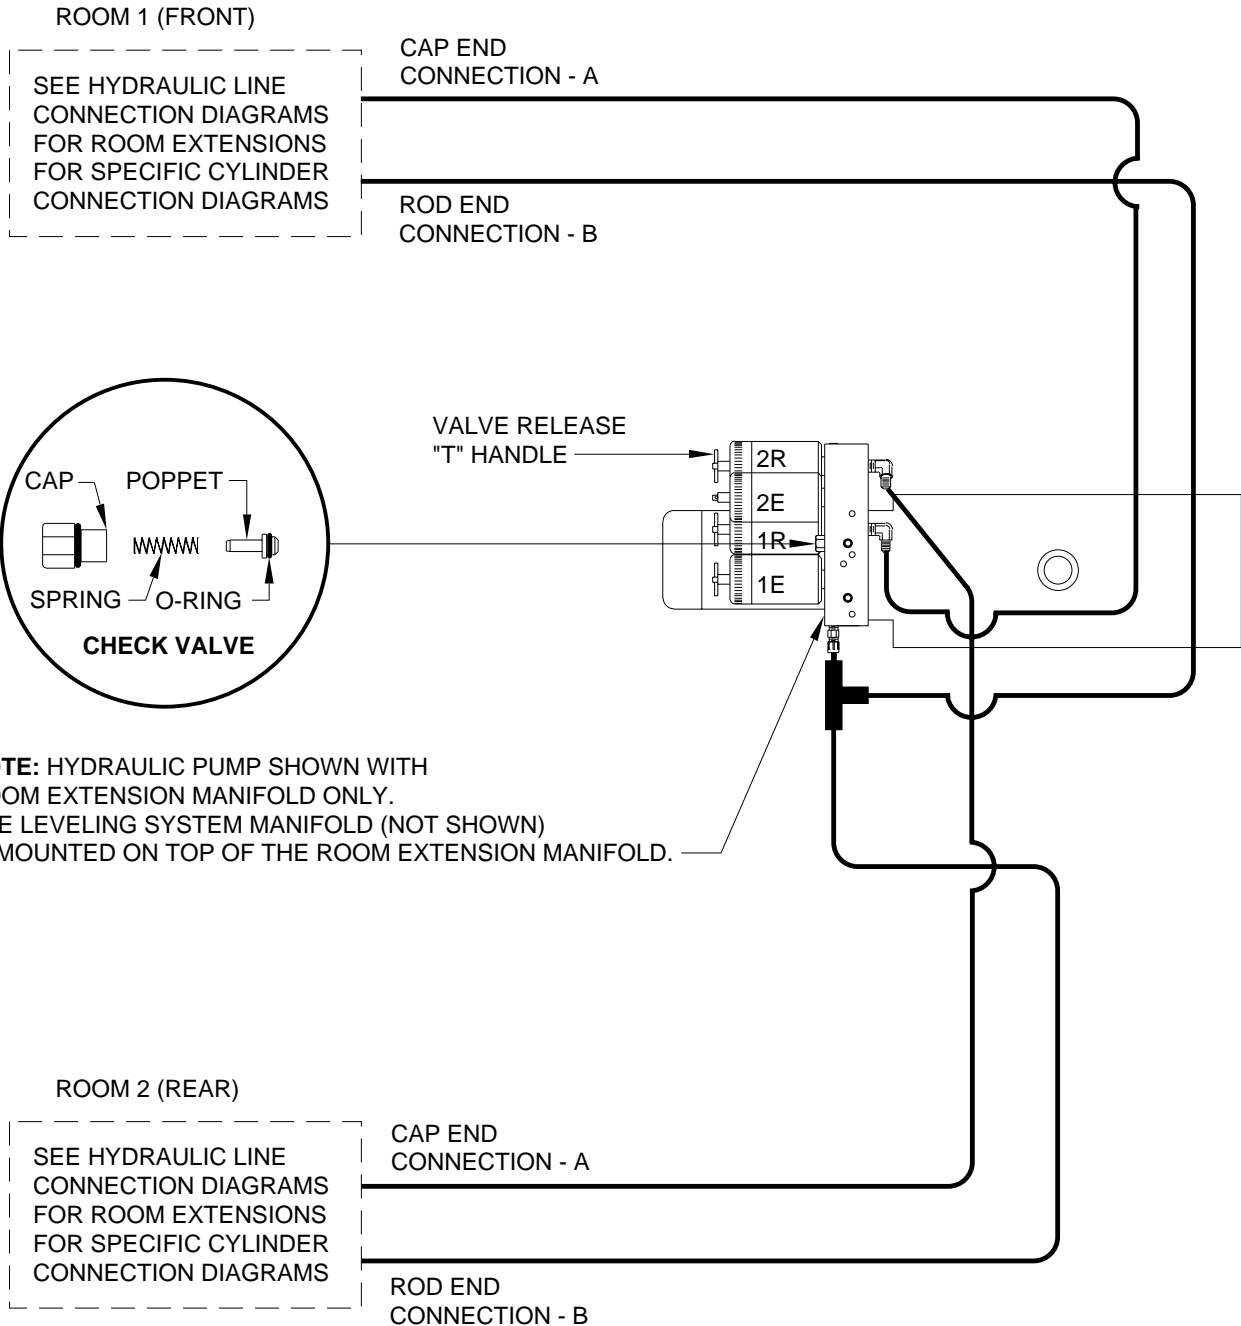 ROOM 1 (FRONT)
SEE HYDRAULIC LINE
CONNECTION DIAGRAMS
FOR ROOM EXTENSIONS
FOR SPECIFIC CYLINDER
CONNECTION DIAGRAMS
CAP END
CONNECTION - A
ROD END
CONNECTION - B
VALVE RELEASE
"T" HANDLE
2R
2E
1R
1E
CAP
POPPET
SPRING
O-RING
CHECK VALVE
OTE: HYDRAULIC PUMP SHOWN WITH
OOM EXTENSION MANIFOLD ONLY.
E LEVELING SYSTEM MANIFOLD (NOT SHOWN)
MOUNTED ON TOP OF THE ROOM EXTENSION MANIFOLD.
ROOM 2 (REAR)
SEE HYDRAULIC LINE
CONNECTION DIAGRAMS
FOR ROOM EXTENSIONS
FOR SPECIFIC CYLINDER
CONNECTION DIAGRAMS
CAP END
CONNECTION - A
ROD END
CONNECTION - B